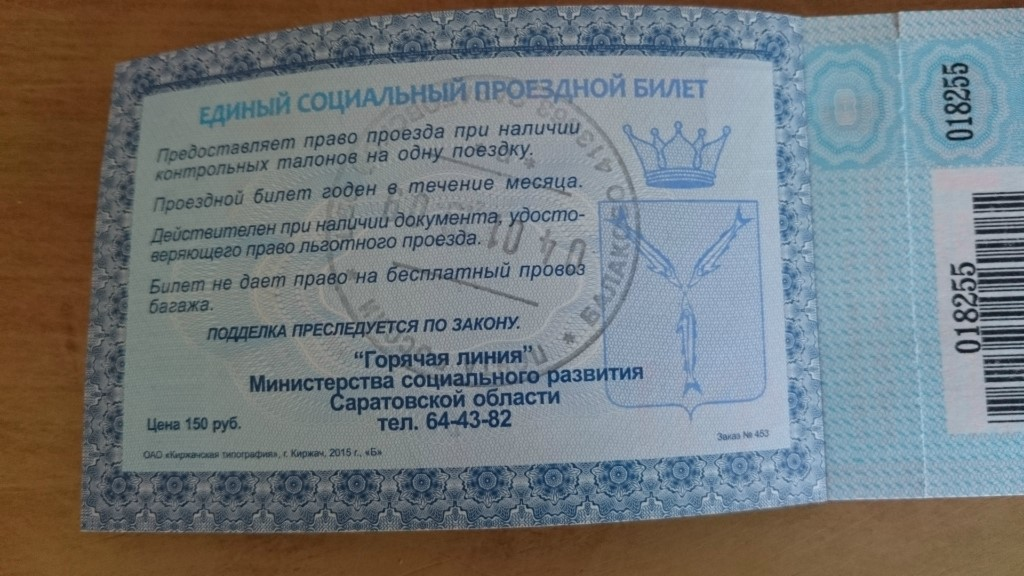 ЕДИНЫЙ СОЦИАЛЬНЫЙ ПРОЕЗДНОЙ БИЛЕТ
Предоставляет право проезда при наличии
контрольных талонов на одну поездку.
Проездной билет годен в течение месяца.
Действителен при наличии документа, удосто-
веряющего право льготного проезда.
Билет не дает право на бесплатный провоз
багажа.
ПОДДЕЛКА ПРЕСЛЕДУЕТСЯ ПО ЗАКОНУ.
"Горячая линия"
Министерства социального развития
Саратовской области
тел. 64-43-82
Цена 150 руб.
Заказ № 453
ОАО «Киржачская типография», г. Киржач, 2015 г., «Б»
БАЛАКОВО
04 01
018255
018255